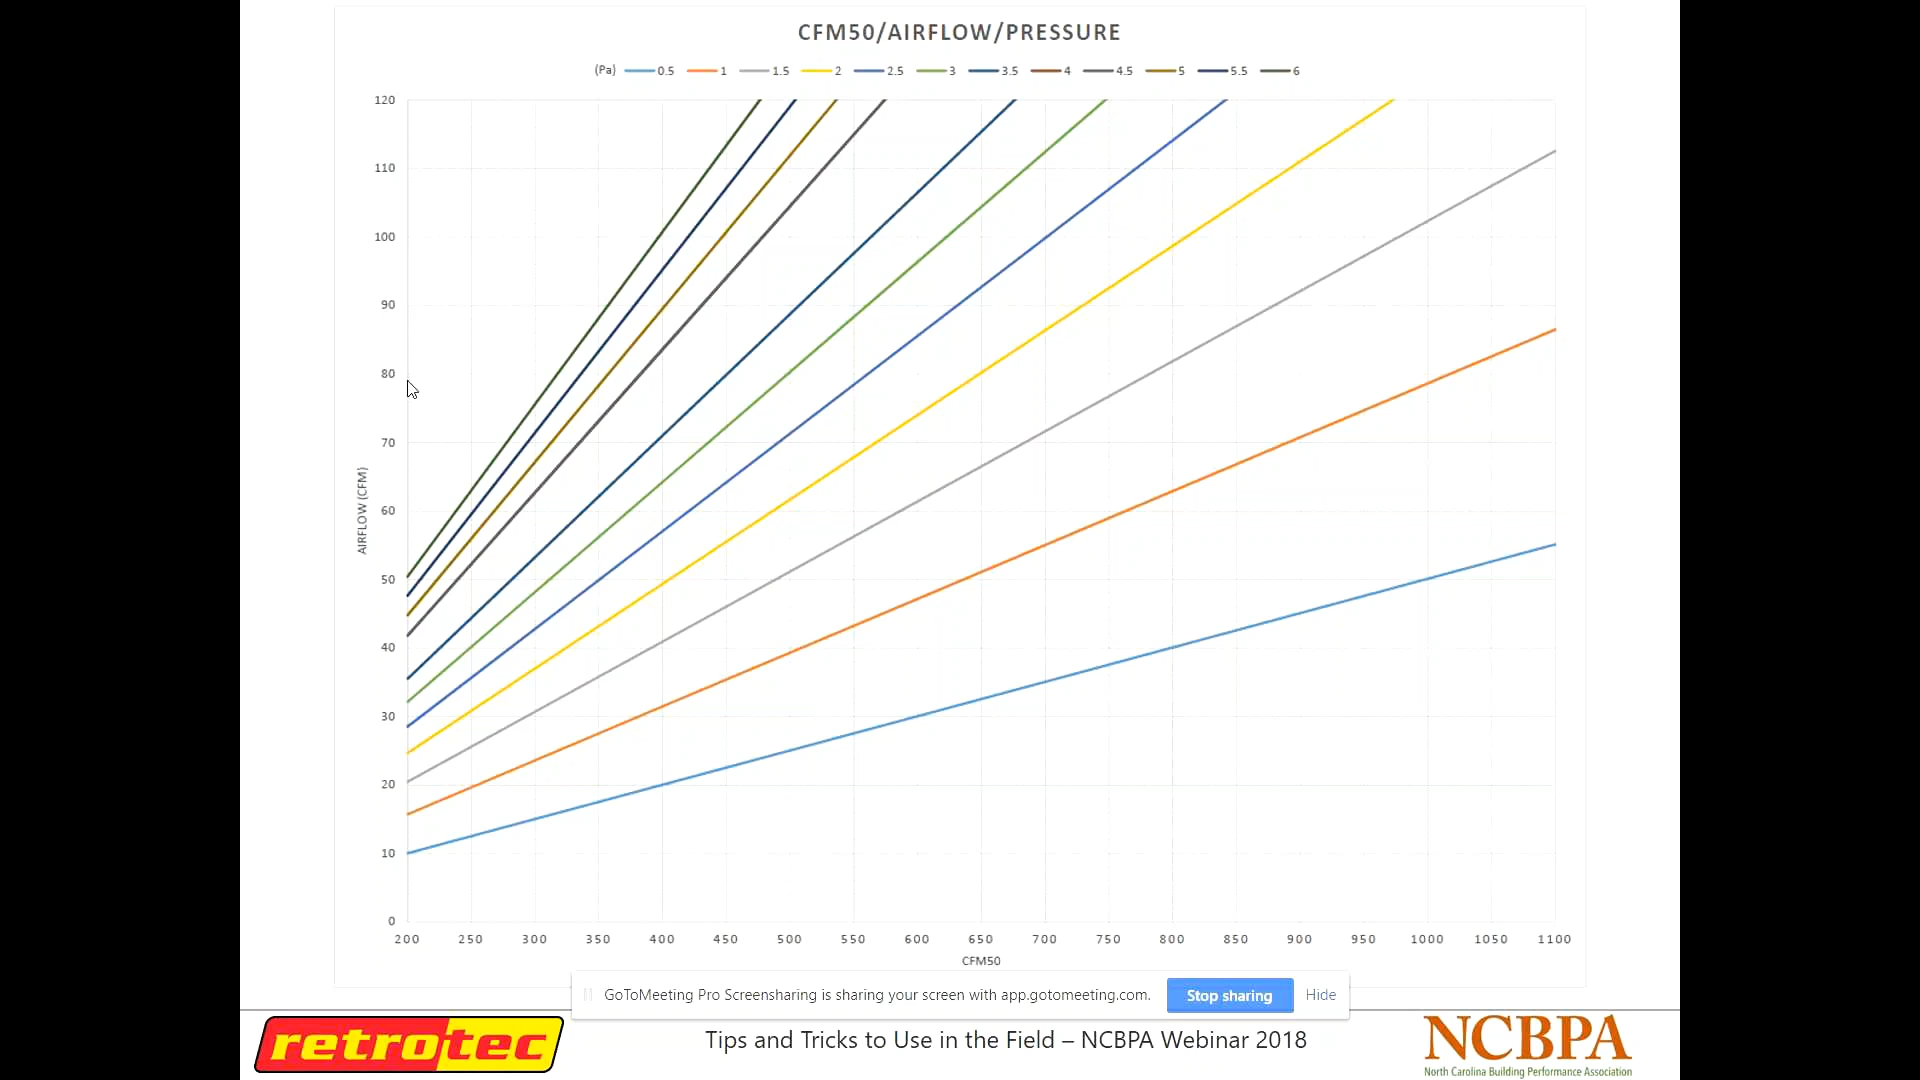 CFM50/AIRFLOW/PRESSURE
(Pa) 0.5 1 1.5 2 2.5 3 3.5 4 4.5 5 5.5 6
120
110
100
90
80
70
60
50
40
30
20
10
0
AIRFLOW (CFM)
200 250 300 350 400 450 500 550 600 650 700 750 800 850 900 950 1000 1050 1100
CFM50
GoToMeeting Pro Screensharing is sharing your screen with app.gotomeeting.com. Stop sharing Hide
retrotec
Tips and Tricks to Use in the Field – NCBPA Webinar 2018
NCBPA
North Carolina Building Performance Association